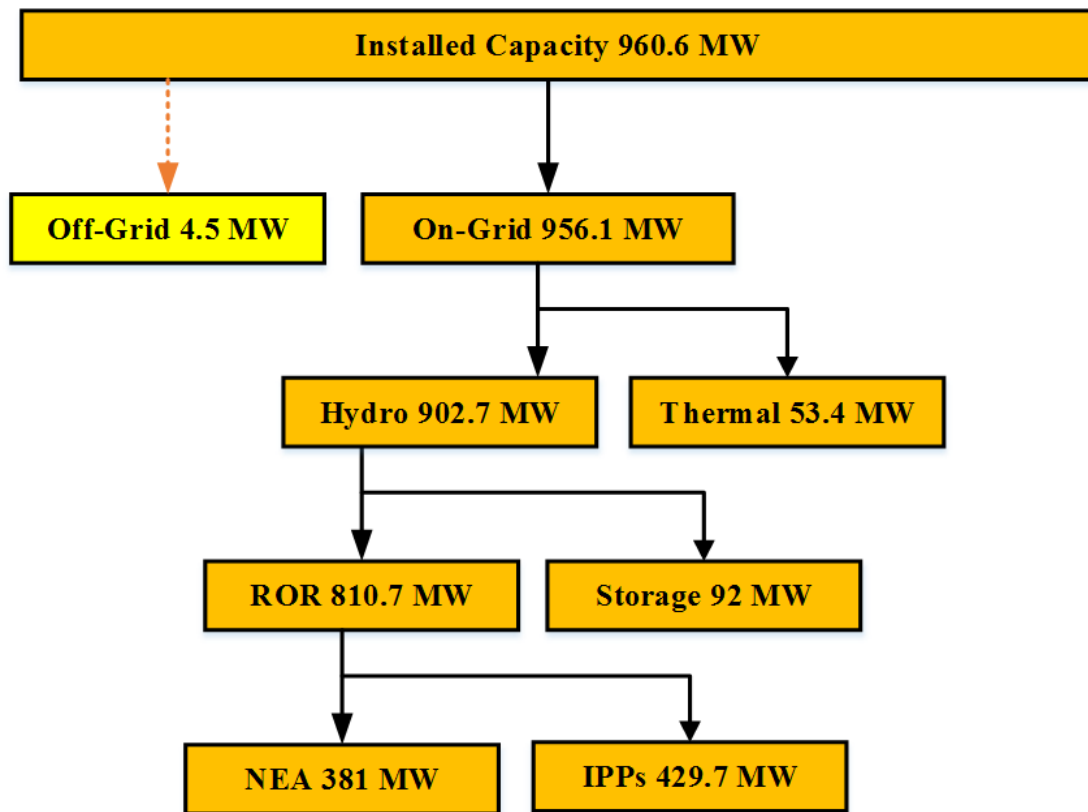 Installed Capacity 960.6 MW
Off-Grid 4.5 MW
On-Grid 956.1 MW
Hydro 902.7 MW
Thermal 53.4 MW
ROR 810.7 MW
Storage 92 MW
NEA 381 MW
IPPs 429.7 MW